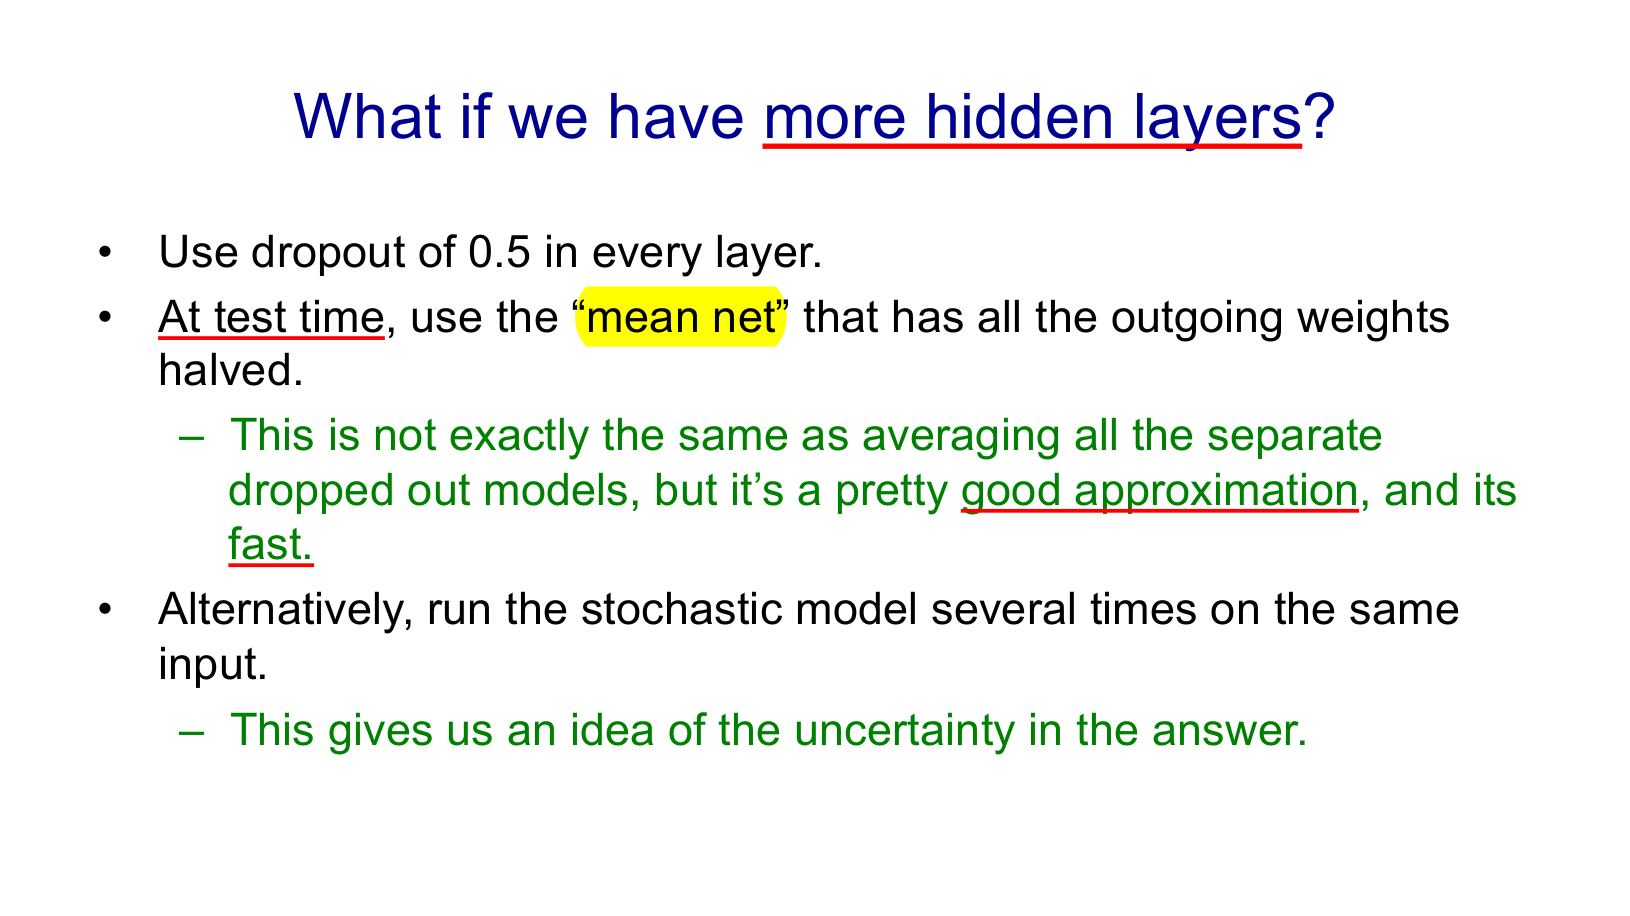 What if we have more hidden layers?
• Use dropout of 0.5 in every layer.
• At test time, use the “mean net” that has all the outgoing weights
halved.
– This is not exactly the same as averaging all the separate
dropped out models, but it’s a pretty good approximation, and its
fast.
• Alternatively, run the stochastic model several times on the same
input.
– This gives us an idea of the uncertainty in the answer.